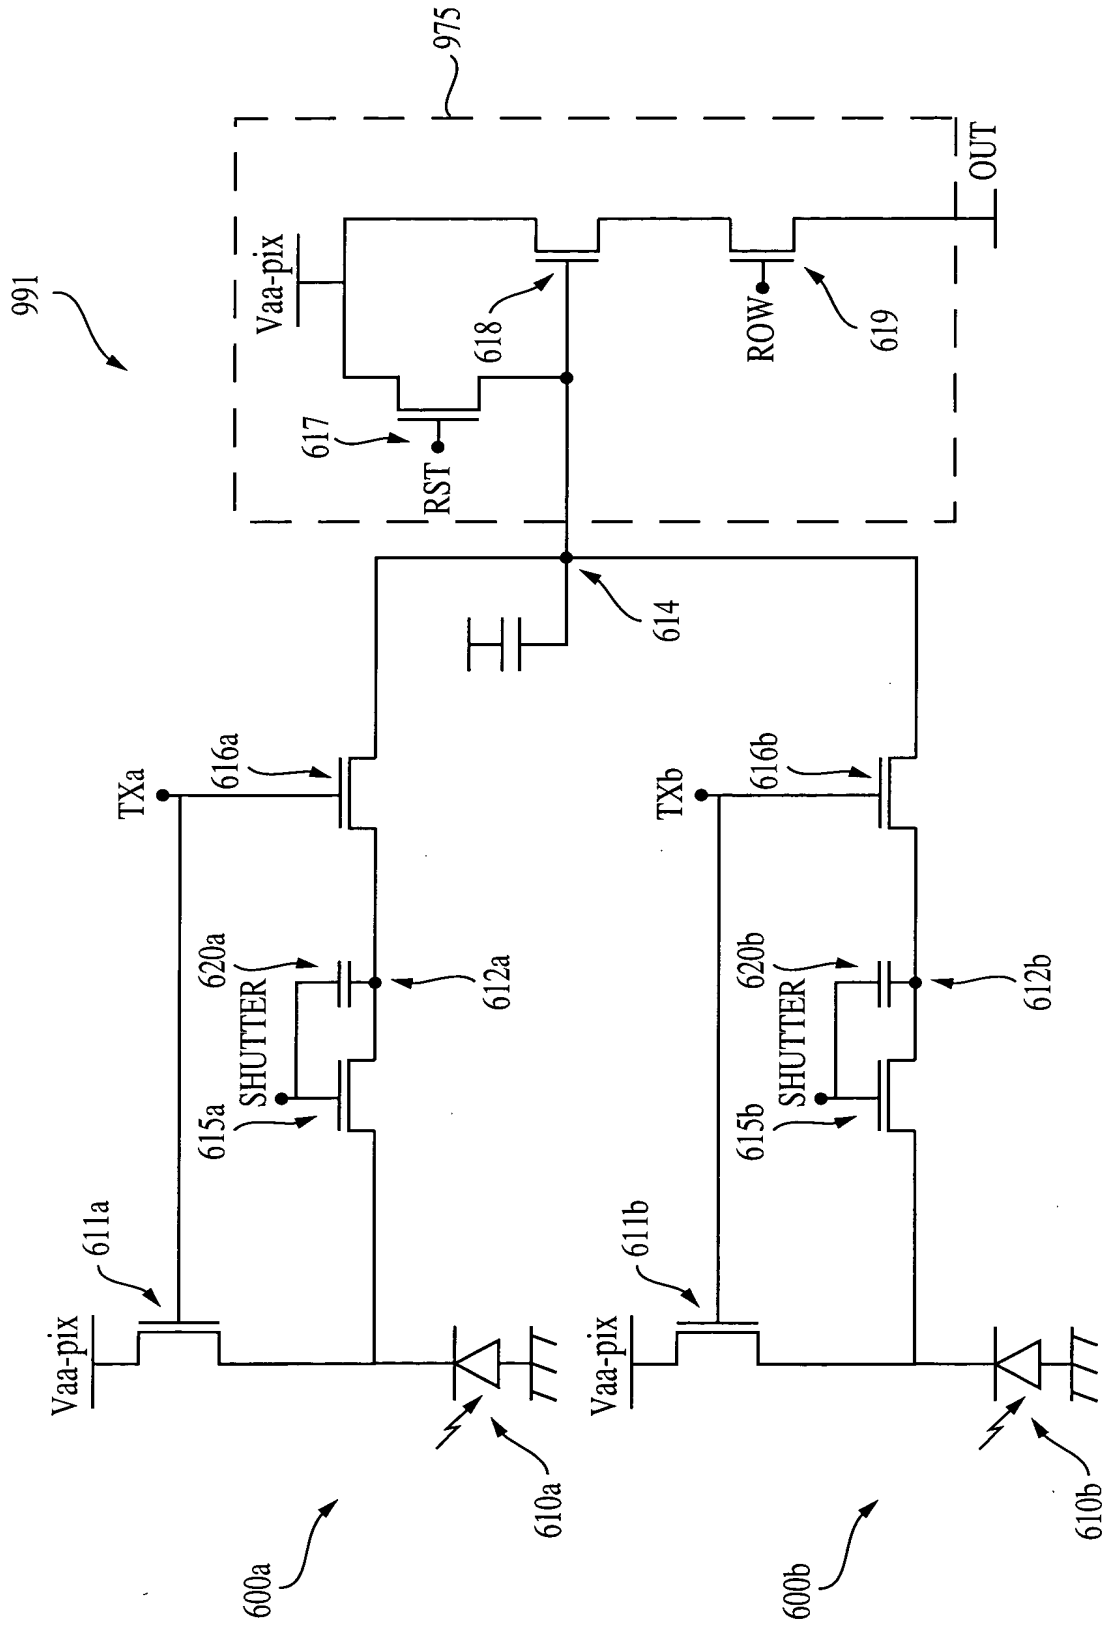 991
975
Vaa-pix
617
RST
618
ROW
619
OUT
614
TXa
616a
620a
SHUTTER
612a
615a
611a
Vaa-pix
610a
600a
TXb
616b
620b
SHUTTER
612b
615b
611b
Vaa-pix
610b
600b